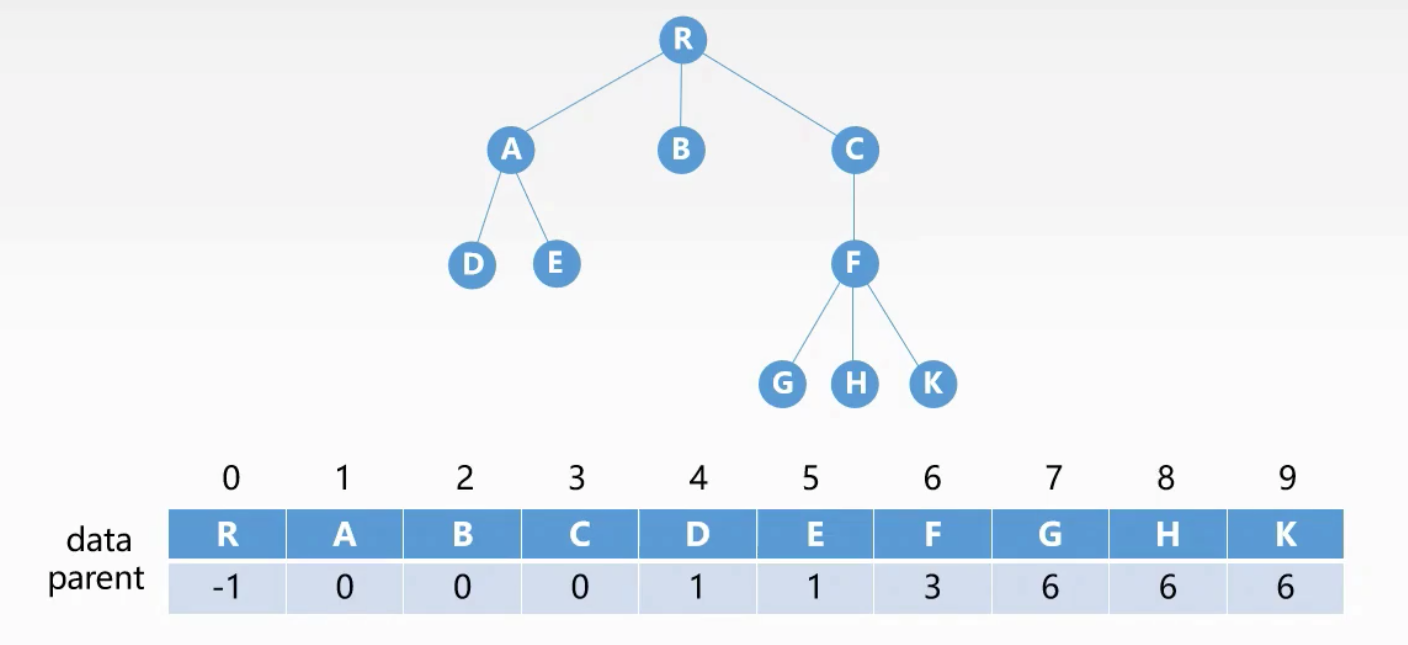 R
A B C
D E F
G H K
0 1 2 3 4 5 6 7 8 9
data R A B C D E F G H K
parent -1 0 0 0 1 1 3 6 6 6